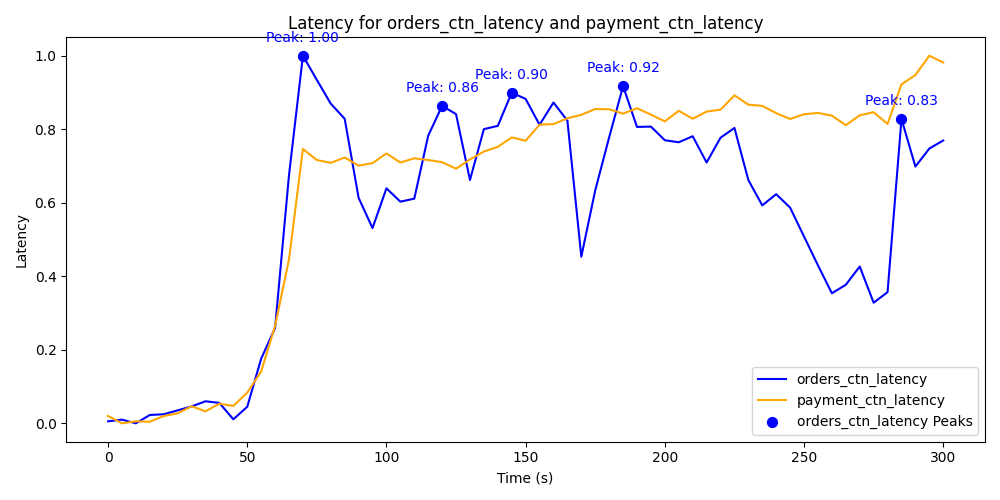 Latency for orders_ctn_latency and payment_ctn_latency
Peak: 1.00
Peak: 0.86
Peak: 0.90
Peak: 0.92
Peak: 0.83
Latency
1.0
0.8
0.6
0.4
0.2
0.0
0 50 100 150 200 250 300
Time (s)
orders_ctn_latency
payment_ctn_latency
orders_ctn_latency Peaks